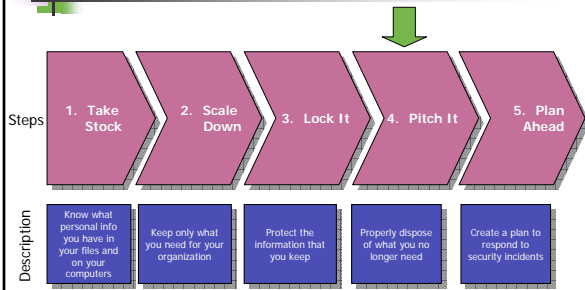 Steps
1. Take
Stock
2. Scale
Down
3. Lock It
4. Pitch It
5. Plan
Ahead
Description
Know what
personal info
you have in
your files and
on your
computers
Keep only what
you need for your
organization
Protect the
information that
you keep
Properly dispose
of what you no
longer need
Create a plan to
respond to
security incidents